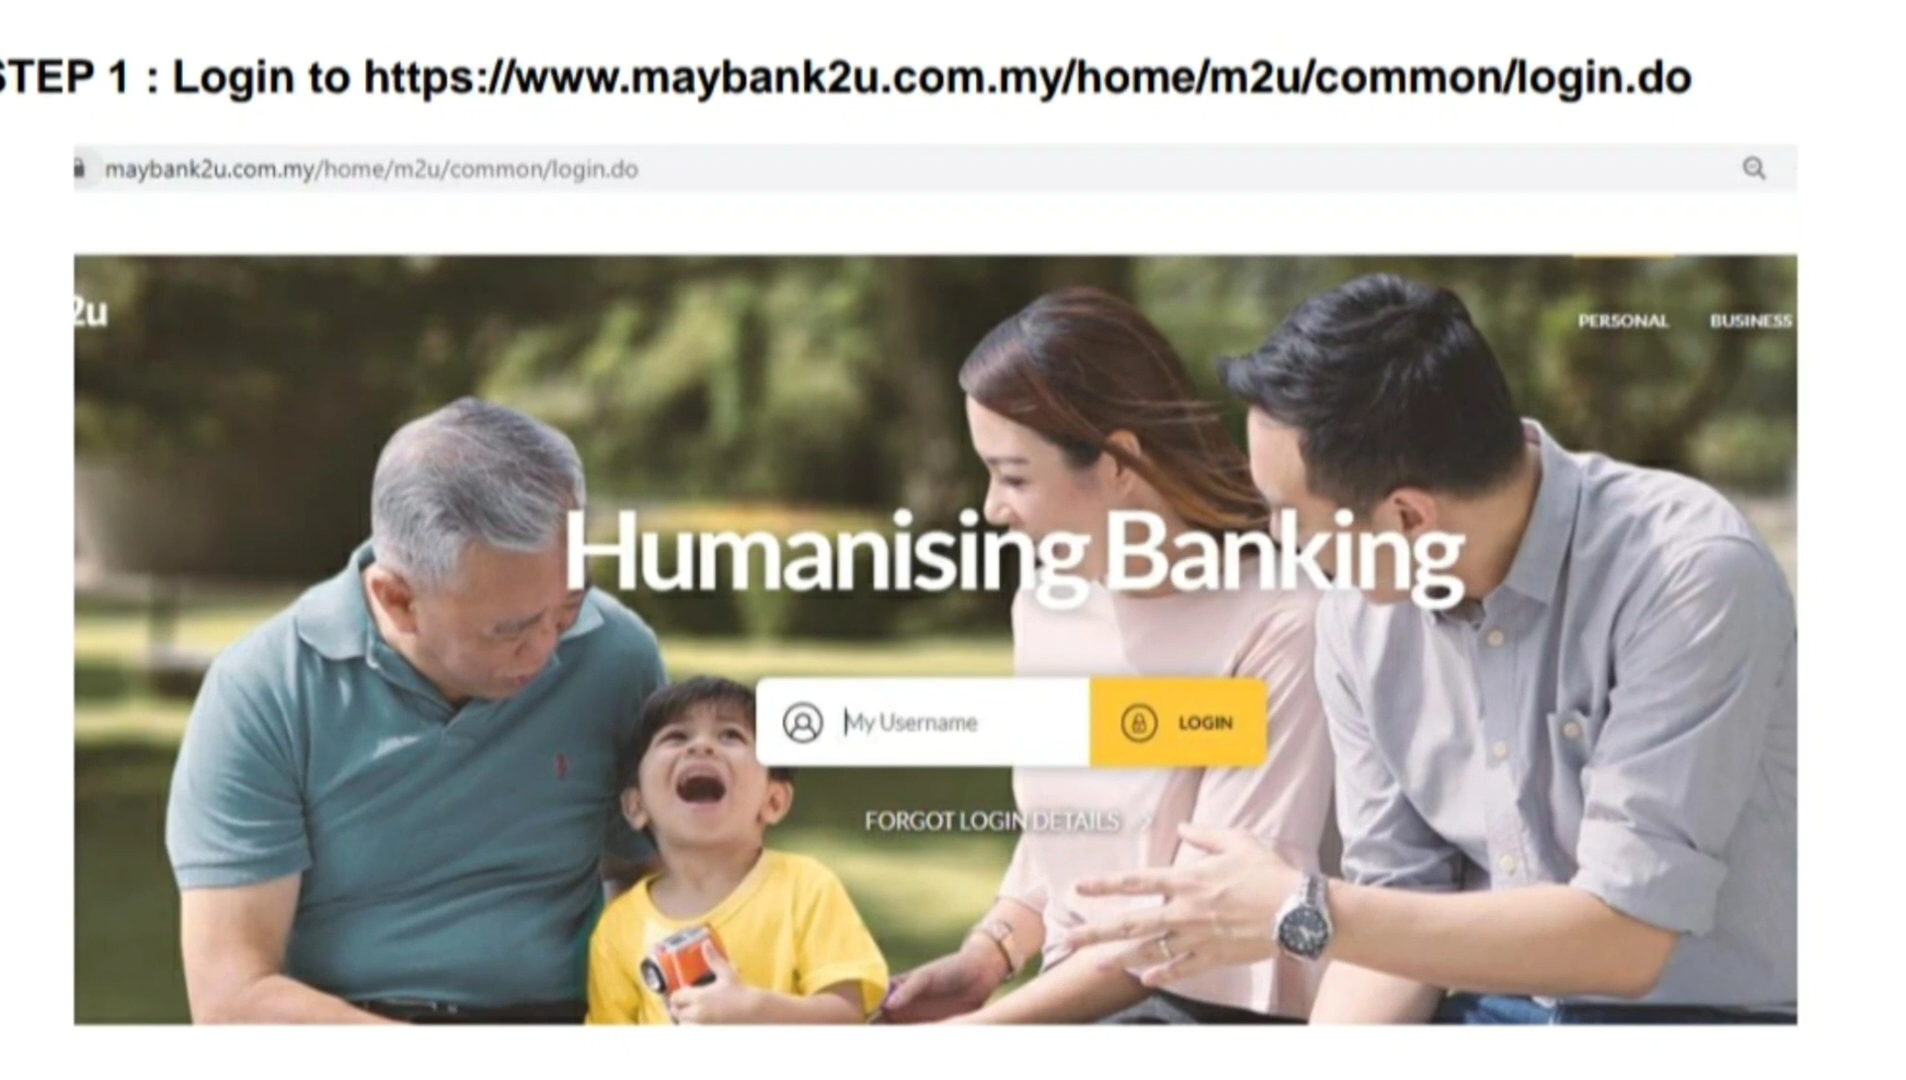 STEP 1 : Login to https://www.maybank2u.com.my/home/m2u/common/login.do
maybank2u.com.my/home/m2u/common/login.do
2u
PERSONAL BUSINESS
Humanising Banking
My Username LOGIN
FORGOT LOGIN DETAILS